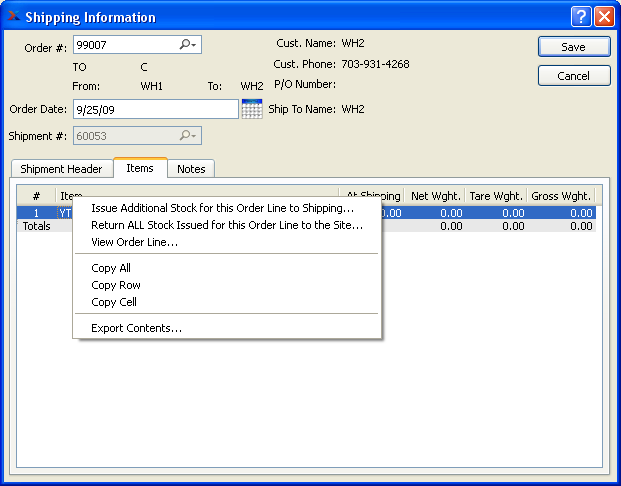 Shipping Information
Order #: 99007 Cust. Name: WH2 Save
TO C Cust. Phone: 703-931-4268 Cancel
From: WH1 To: WH2 P/O Number:
Order Date: 9/25/09 Ship To Name: WH2
Shipment #: 60053
Shipment Header Items Notes
# Item At Shipping Net Wght. Tare Wght. Gross Wght.
1 YT 0.00 0.00 0.00 0.00
Totals 0.00 0.00 0.00
Issue Additional Stock for this Order Line to Shipping...
Return ALL Stock Issued for this Order Line to the Site...
View Order Line...
Copy All
Copy Row
Copy Cell
Export Contents...